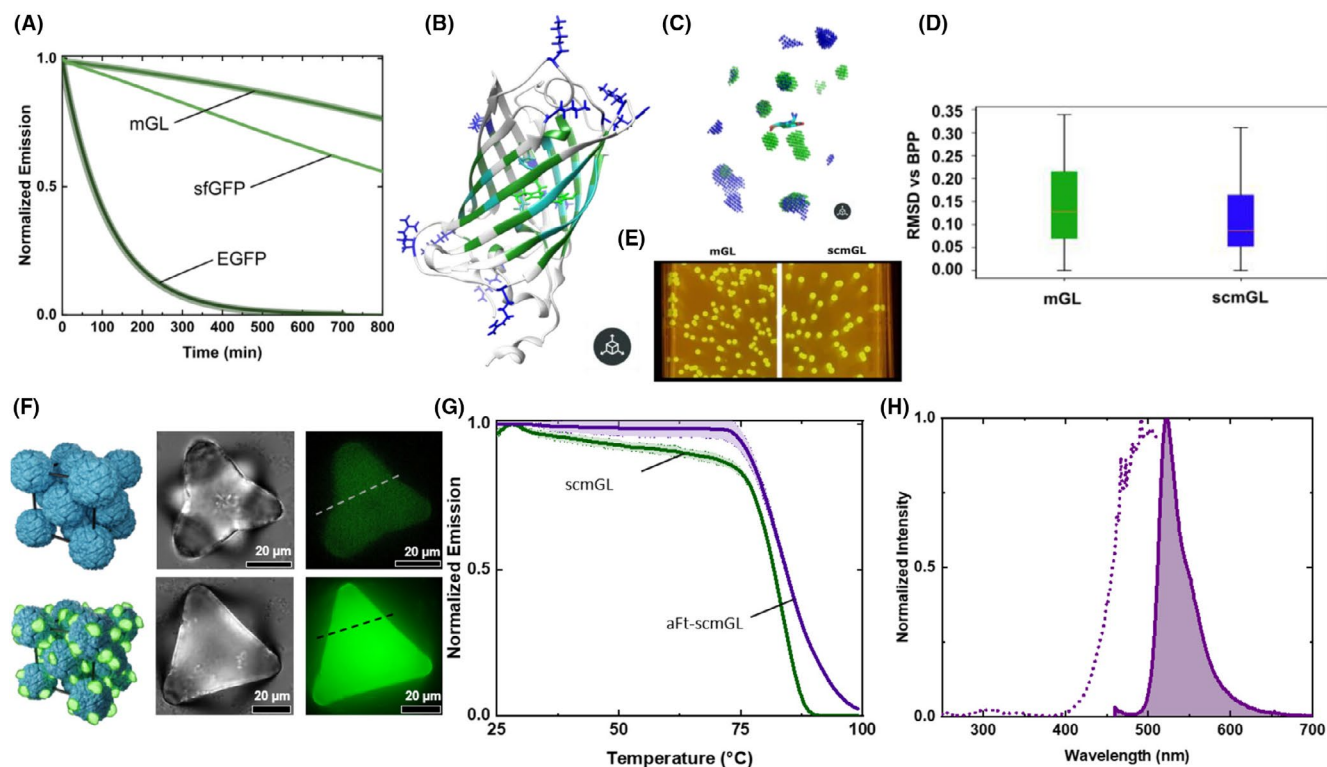 (A)
1.0
0.5
0.0
Normalized Emission
mGL
sfGFP
EGFP
0 100 200 300 400 500 600 700 800
Time (min)
(B)
(C)
(D)
0.35
0.30
0.25
0.20
0.15
0.10
0.05
0.00
RMSD vs BPP
mGL scmGL
(E)
mGL scmGL
(F)
20 µm
20 µm
20 µm
20 µm
(G)
1.0
0.5
0.0
Normalized Emission
scmGL
aFt-scmGL
25 50 75 100
Temperature (°C)
(H)
1.0
0.5
0.0
Normalized Intensity
300 400 500 600 700
Wavelength (nm)